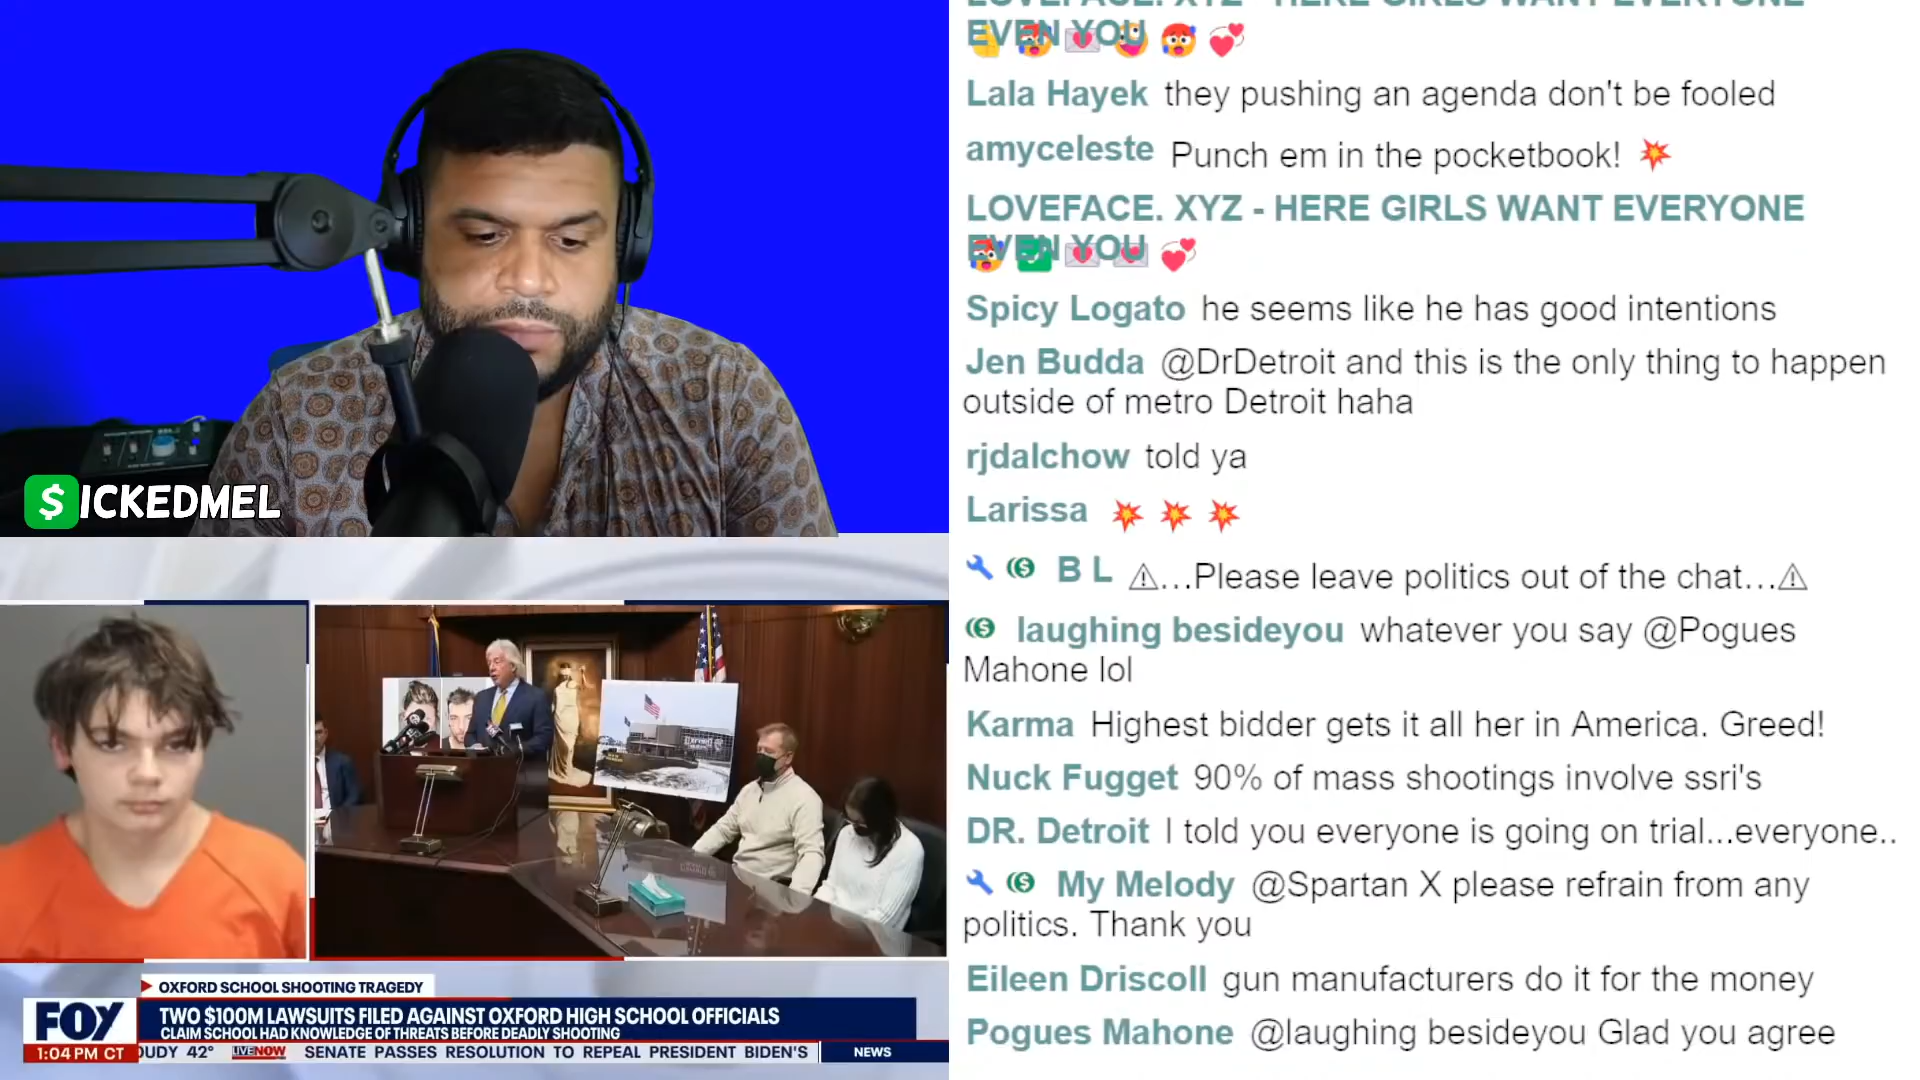 LOVEFACE. XYZ - HERE GIRLS WANT EVERYONE
EVEN YOU
Lala Hayek they pushing an agenda don't be fooled
amyceleste Punch em in the pocketbook! 💥
LOVEFACE. XYZ - HERE GIRLS WANT EVERYONE
EVEN YOU
Spicy Logato he seems like he has good intentions
Jen Budda @DrDetroit and this is the only thing to happen
outside of metro Detroit haha
rjdalchow told ya
Larissa 💥 💥 💥
B L ⚠...Please leave politics out of the chat...⚠
laughing besideyou whatever you say @Pogues
Mahone lol
Karma Highest bidder gets it all her in America. Greed!
Nuck Fugget 90% of mass shootings involve ssri's
DR. Detroit I told you everyone is going on trial...everyone..
My Melody @Spartan X please refrain from any
politics. Thank you
Eileen Driscoll gun manufacturers do it for the money
Pogues Mahone @laughing besideyou Glad you agree
$ICKEDMEL
OXFORD SCHOOL SHOOTING TRAGEDY
TWO $100M LAWSUITS FILED AGAINST OXFORD HIGH SCHOOL OFFICIALS
CLAIM SCHOOL HAD KNOWLEDGE OF THREATS BEFORE DEADLY SHOOTING
FOX
1:04 PM CT
OUDY 42° LIVENOW SENATE PASSES RESOLUTION TO REPEAL PRESIDENT BIDEN'S
NEWS